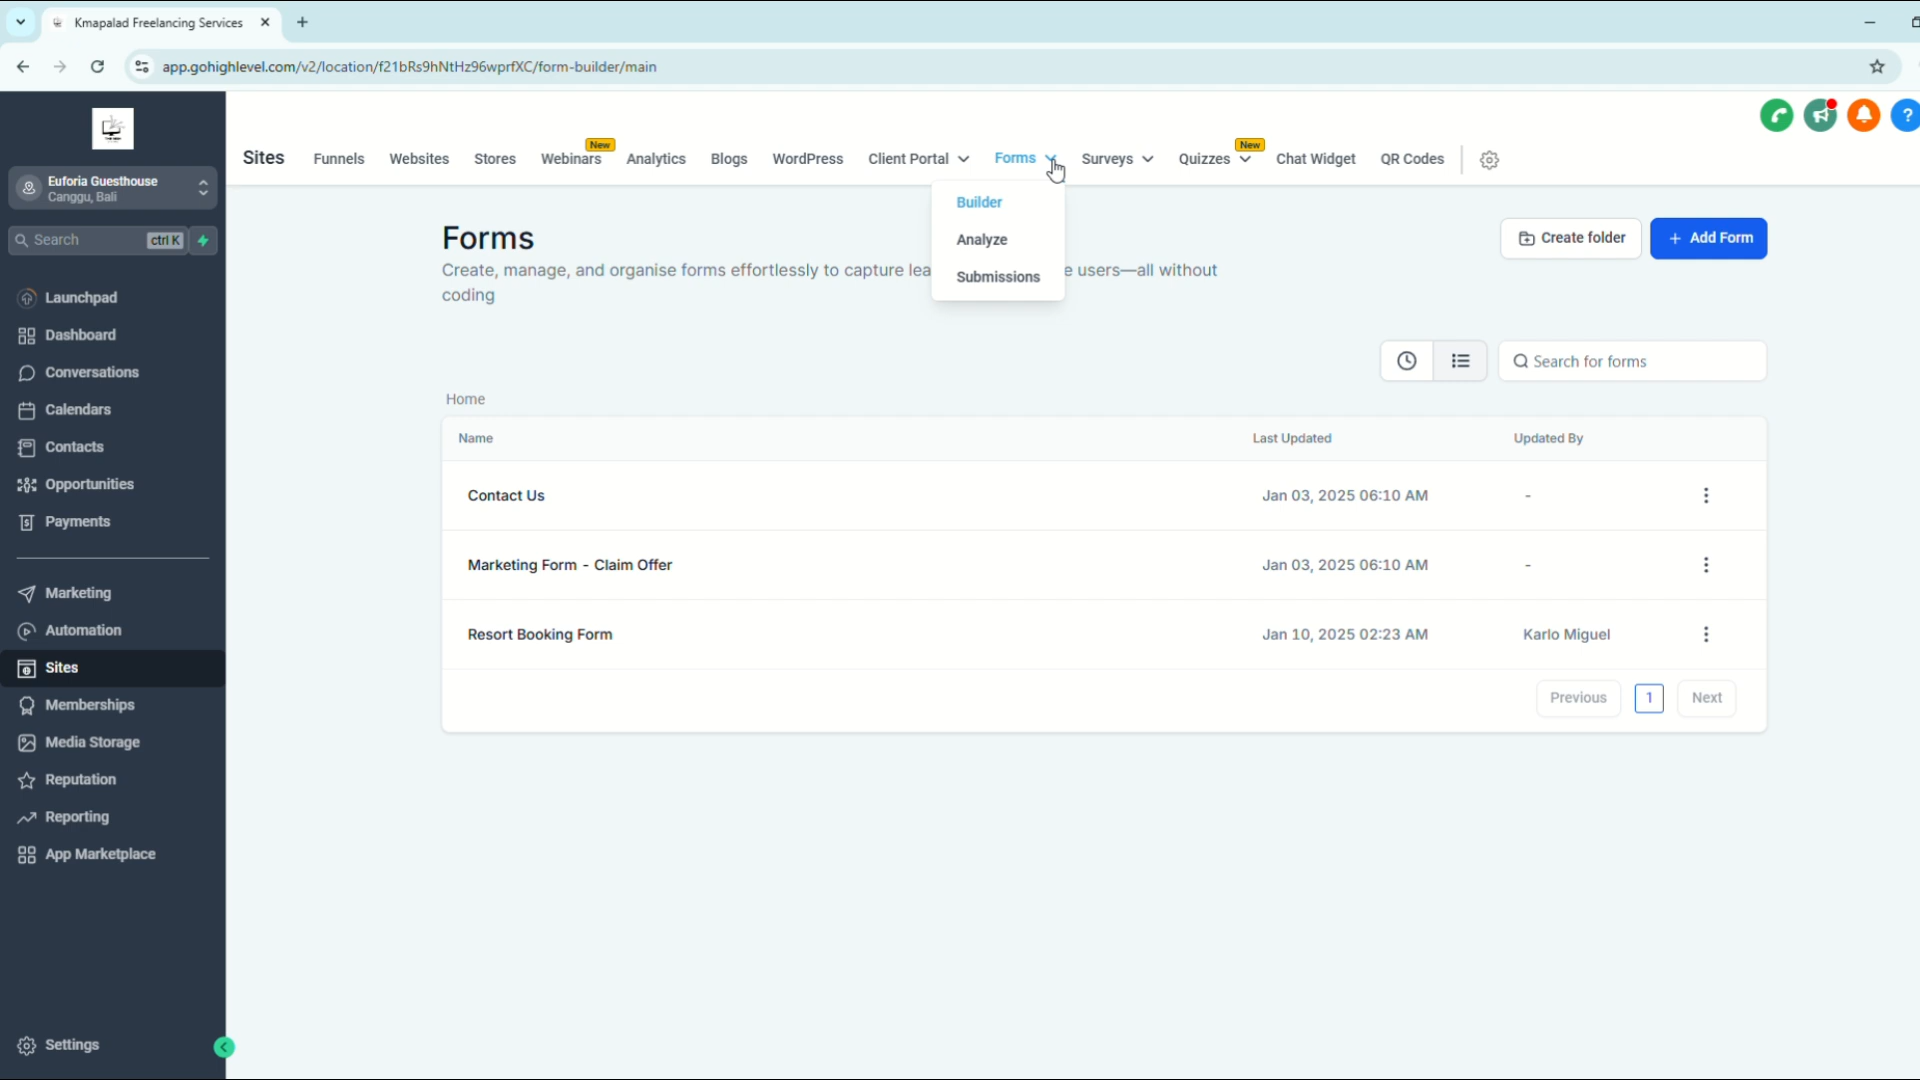 Kmapalad Freelancing Services
app.gohighlevel.com/v2/location/f21bRs9hNtHz96wprfXC/form-builder/main
Euforia Guesthouse
Canggu, Bali
Search ctrl K
Launchpad
Dashboard
Conversations
Calendars
Contacts
Opportunities
Payments
Marketing
Automation
Sites
Memberships
Media Storage
Reputation
Reporting
App Marketplace
Settings
New New
Sites Funnels Websites Stores Webinars Analytics Blogs WordPress Client Portal Forms Surveys Quizzes Chat Widget QR Codes
Builder
Analyze
Submissions
Forms
Create, manage, and organise forms effortlessly to capture lea e users—all without
coding
Create folder + Add Form
Search for forms
Home
Name Last Updated Updated By
Contact Us Jan 03, 2025 06:10 AM -
Marketing Form - Claim Offer Jan 03, 2025 06:10 AM -
Resort Booking Form Jan 10, 2025 02:23 AM Karlo Miguel
Previous 1 Next